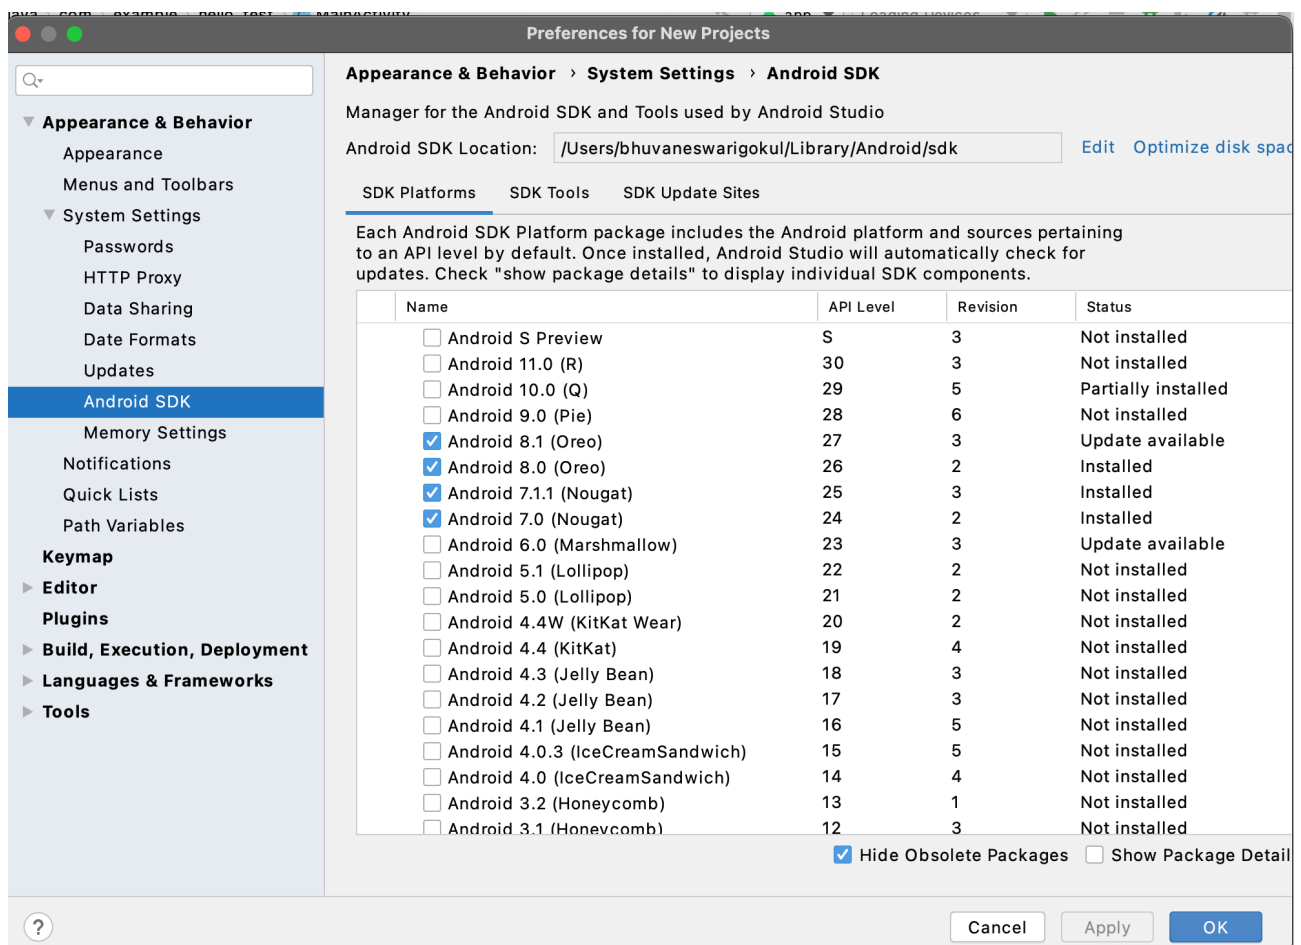 java com example hello_test MainActivity app Loading Devices
Preferences for New Projects
Appearance & Behavior
Appearance
Menus and Toolbars
System Settings
Passwords
HTTP Proxy
Data Sharing
Date Formats
Updates
Android SDK
Memory Settings
Notifications
Quick Lists
Path Variables
Keymap
Editor
Plugins
Build, Execution, Deployment
Languages & Frameworks
Tools
Appearance & Behavior › System Settings › Android SDK
Manager for the Android SDK and Tools used by Android Studio
Android SDK Location: /Users/bhuvaneswarigokul/Library/Android/sdk Edit Optimize disk spac
SDK Platforms SDK Tools SDK Update Sites
Each Android SDK Platform package includes the Android platform and sources pertaining
to an API level by default. Once installed, Android Studio will automatically check for
updates. Check "show package details" to display individual SDK components.
Name API Level Revision Status
Android S Preview S 3 Not installed
Android 11.0 (R) 30 3 Not installed
Android 10.0 (Q) 29 5 Partially installed
Android 9.0 (Pie) 28 6 Not installed
Android 8.1 (Oreo) 27 3 Update available
Android 8.0 (Oreo) 26 2 Installed
Android 7.1.1 (Nougat) 25 3 Installed
Android 7.0 (Nougat) 24 2 Installed
Android 6.0 (Marshmallow) 23 3 Update available
Android 5.1 (Lollipop) 22 2 Not installed
Android 5.0 (Lollipop) 21 2 Not installed
Android 4.4W (KitKat Wear) 20 2 Not installed
Android 4.4 (KitKat) 19 4 Not installed
Android 4.3 (Jelly Bean) 18 3 Not installed
Android 4.2 (Jelly Bean) 17 3 Not installed
Android 4.1 (Jelly Bean) 16 5 Not installed
Android 4.0.3 (IceCreamSandwich) 15 5 Not installed
Android 4.0 (IceCreamSandwich) 14 4 Not installed
Android 3.2 (Honeycomb) 13 1 Not installed
Android 3.1 (Honeycomb) 12 3 Not installed
Hide Obsolete Packages Show Package Detail
? Cancel Apply OK